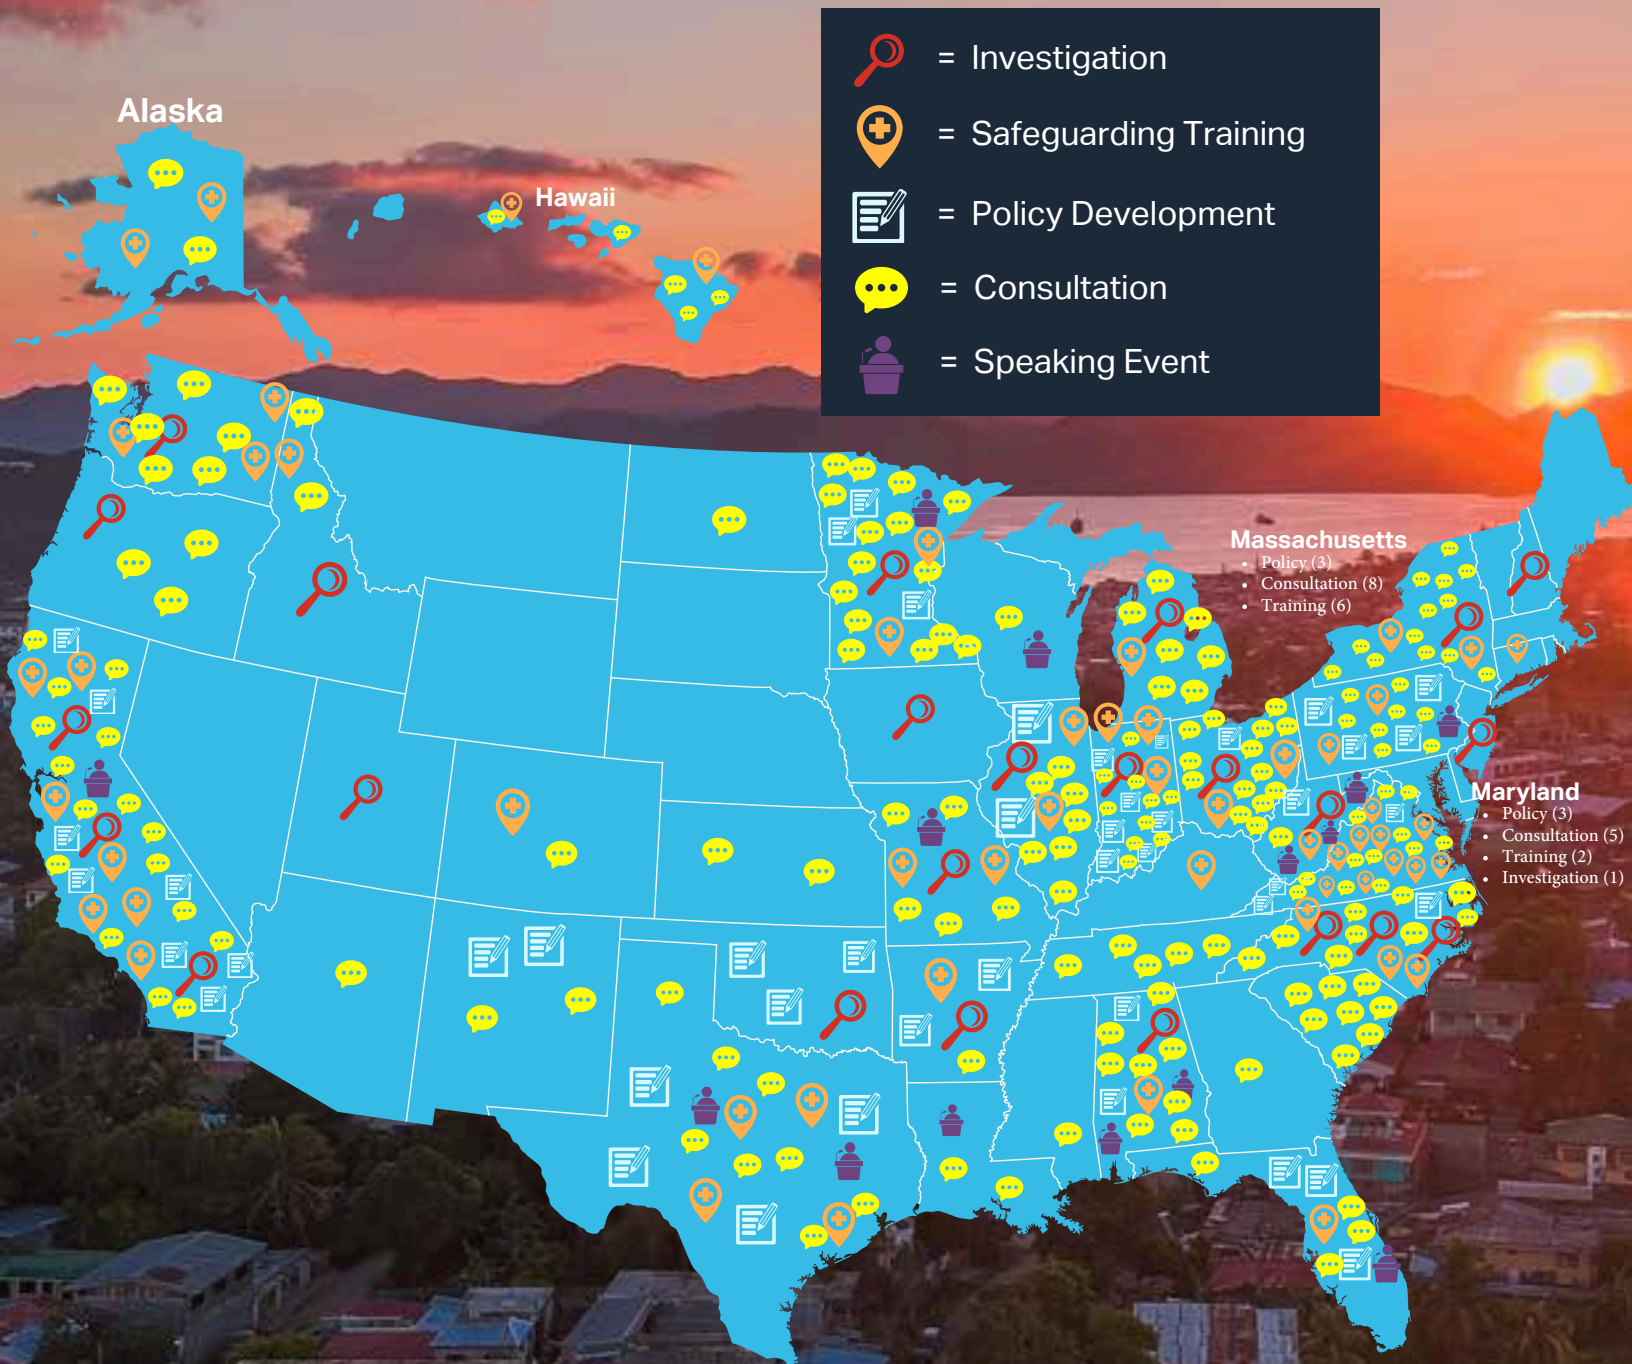 = Investigation
= Safeguarding Training
= Policy Development
= Consultation
= Speaking Event
Alaska
Hawaii
Massachusetts
• Policy (3)
• Consultation (8)
• Training (6)
Maryland
• Policy (3)
• Consultation (5)
• Training (2)
• Investigation (1)